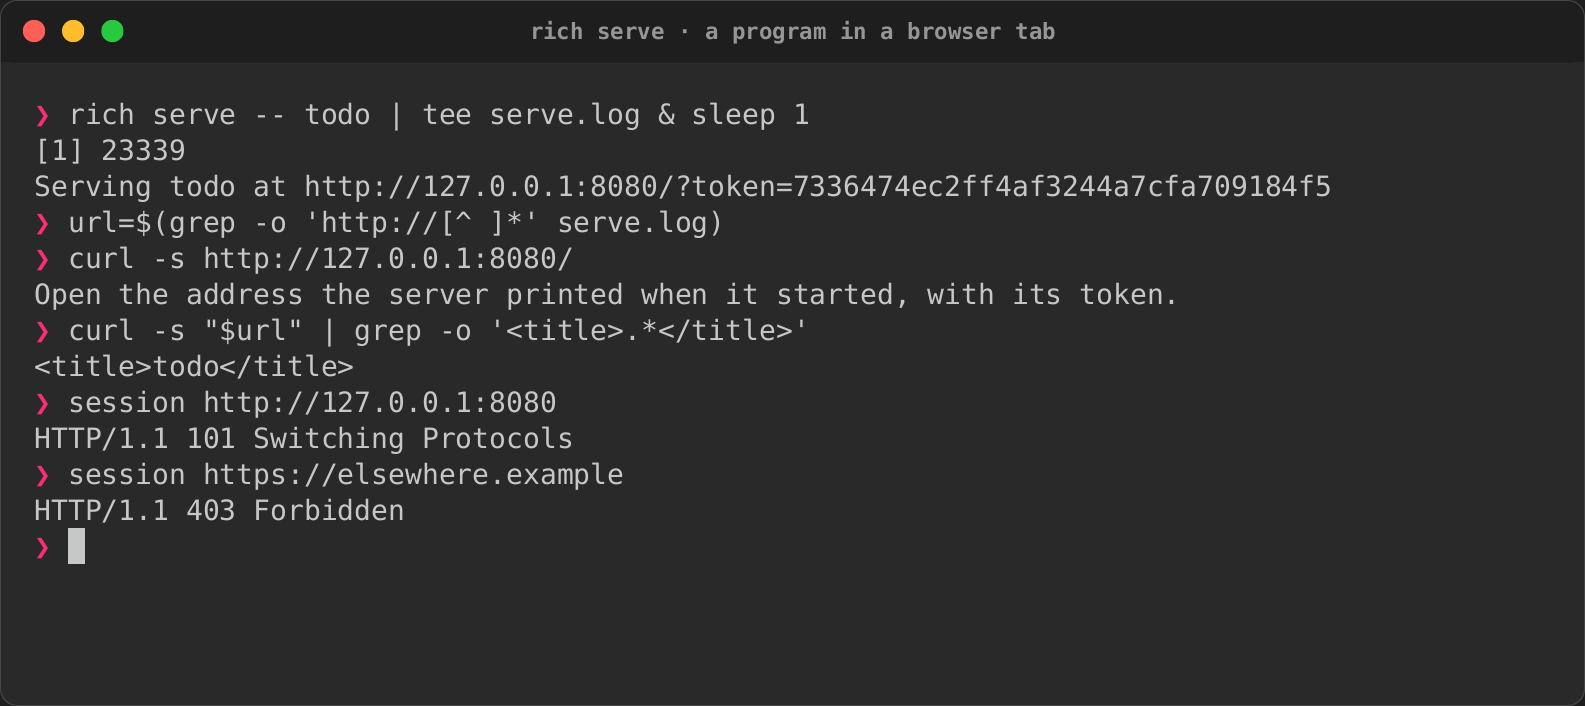 rich serve · a program in a browser tab
❯ rich serve -- todo | tee serve.log & sleep 1
[1] 23339
Serving todo at http://127.0.0.1:8080/?token=7336474ec2ff4af3244a7cfa709184f5
❯ url=$(grep -o 'http://[^ ]*' serve.log)
❯ curl -s http://127.0.0.1:8080/
Open the address the server printed when it started, with its token.
❯ curl -s "$url" | grep -o '<title>.*</title>'
<title>todo</title>
❯ session http://127.0.0.1:8080
HTTP/1.1 101 Switching Protocols
❯ session https://elsewhere.example
HTTP/1.1 403 Forbidden
❯